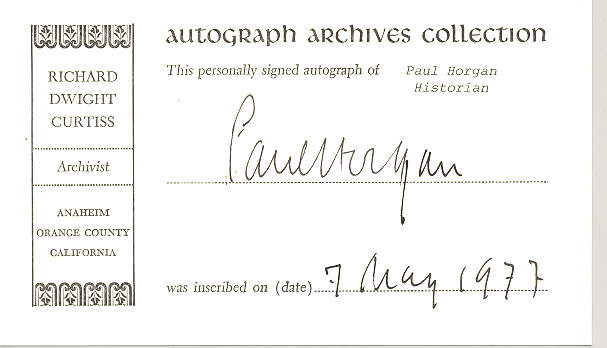 autograph archives collection
RICHARD
DWIGHT
CURTISS
Archivist
ANAHEIM
ORANGE COUNTY
CALIFORNIA
This personally signed autograph of Paul Horgan
Historian
Paul Horgan
was inscribed on (date) 7 May 1977